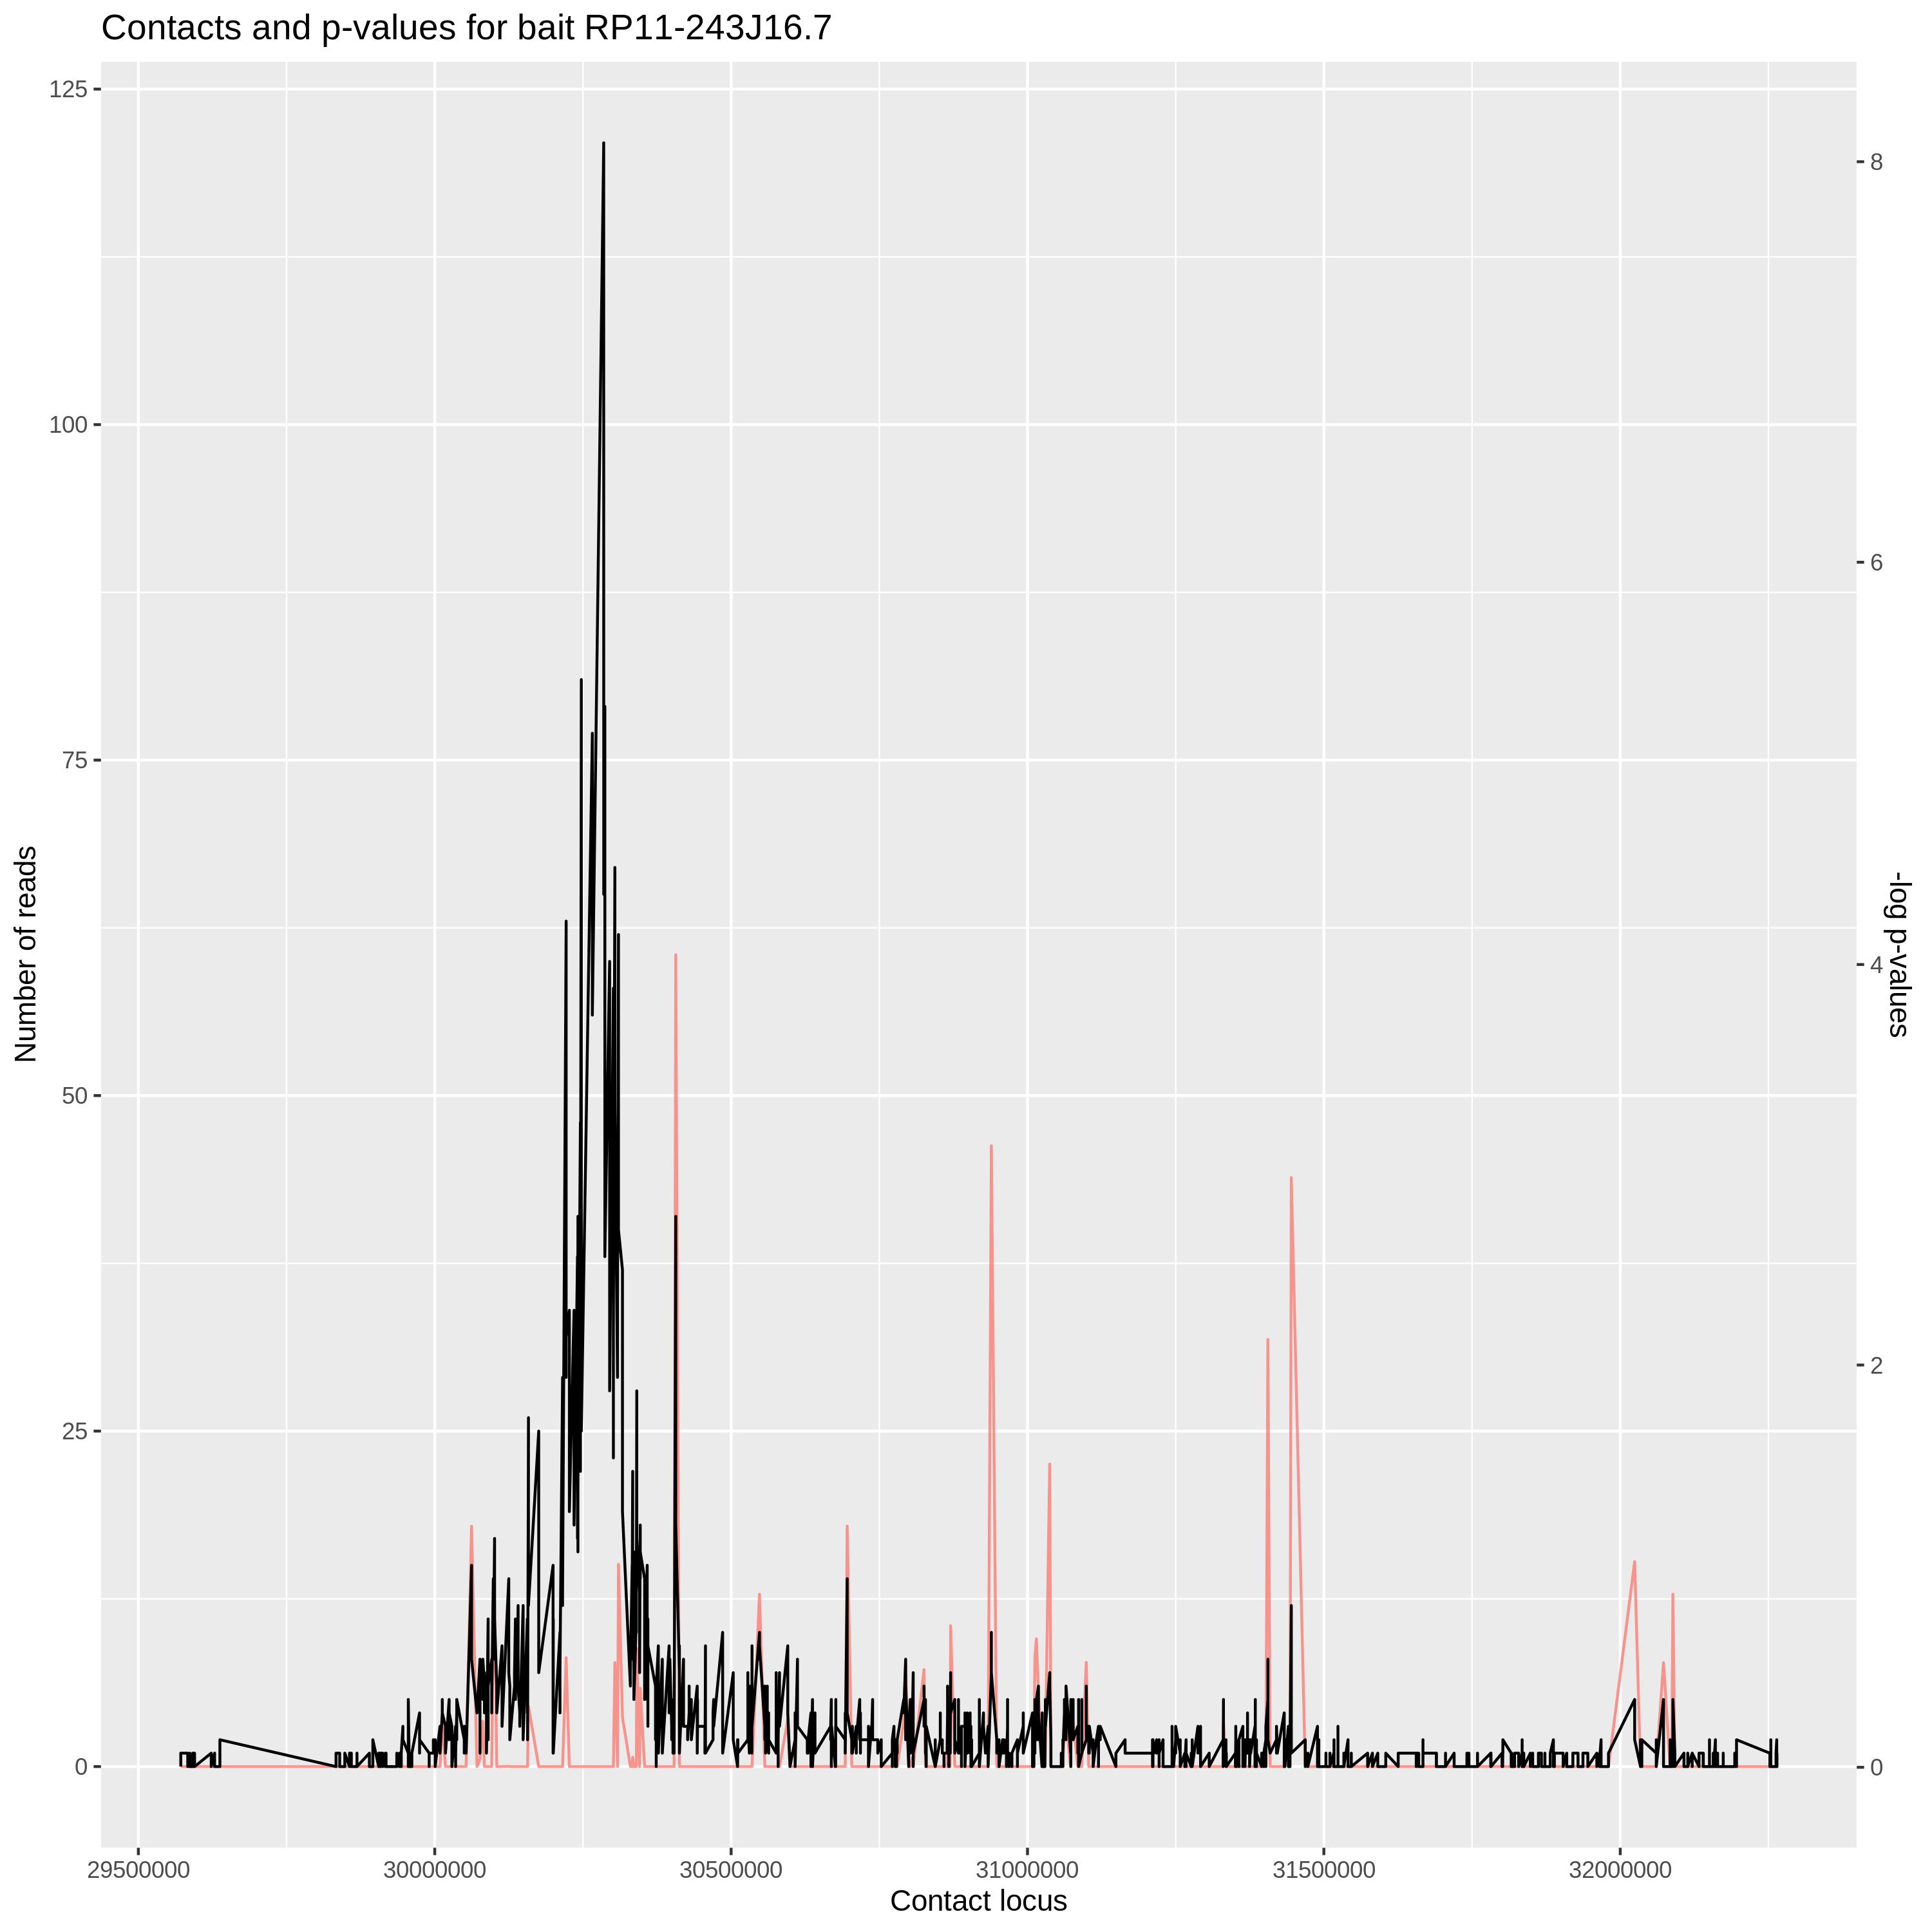 Contacts and p-values for bait RP11-243J16.7
125
100
75
50
25
0
Number of reads
8
6
4
2
0
-log p-values
29500000 30000000 30500000 31000000 31500000 32000000
Contact locus